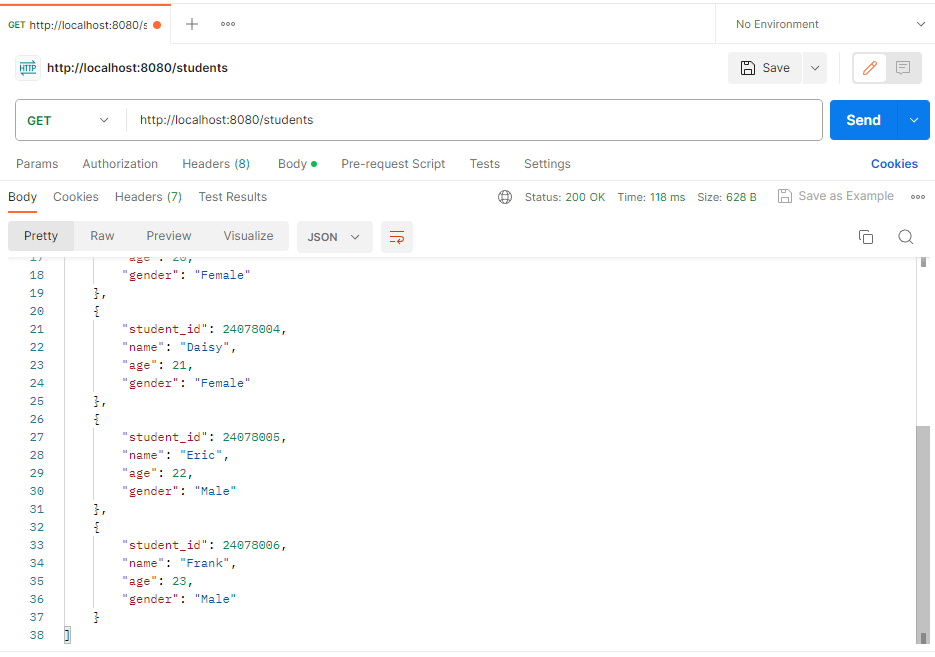 GET http://localhost:8080/s
No Environment
HTTP http://localhost:8080/students
Save
GET http://localhost:8080/students Send
Params Authorization Headers (8) Body Pre-request Script Tests Settings Cookies
Body Cookies Headers (7) Test Results Status: 200 OK Time: 118 ms Size: 628 B Save as Example
Pretty Raw Preview Visualize JSON
17 "age": 20,
18 "gender": "Female"
19 },
20 {
21 "student_id": 24078004,
22 "name": "Daisy",
23 "age": 21,
24 "gender": "Female"
25 },
26 {
27 "student_id": 24078005,
28 "name": "Eric",
29 "age": 22,
30 "gender": "Male"
31 },
32 {
33 "student_id": 24078006,
34 "name": "Frank",
35 "age": 23,
36 "gender": "Male"
37 }
38 ]